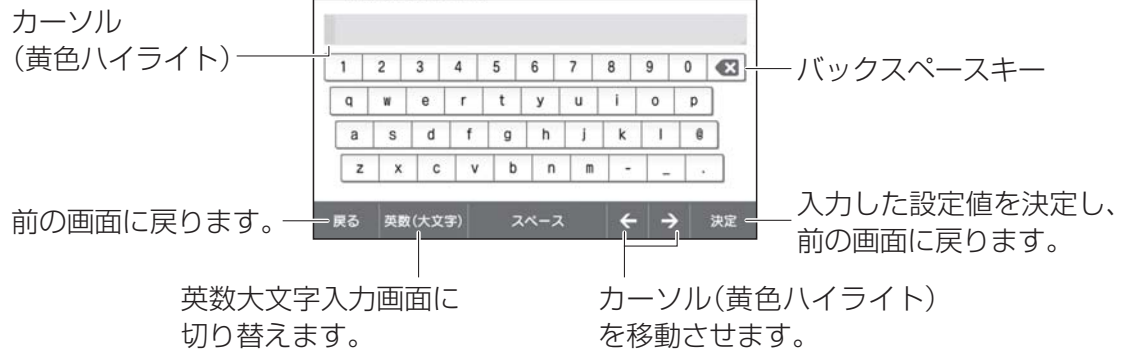 カーソル
(黄色ハイライト)
1 2 3 4 5 6 7 8 9 0
バックスペースキー
q w e r t y u i o p
a s d f g h j k l @
z x c v b n m - _ .
前の画面に戻ります。
戻る 英数(大文字) スペース ← → 決定
入力した設定値を決定し、
前の画面に戻ります。
英数大文字入力画面に
切り替えます。
カーソル(黄色ハイライト)
を移動させます。